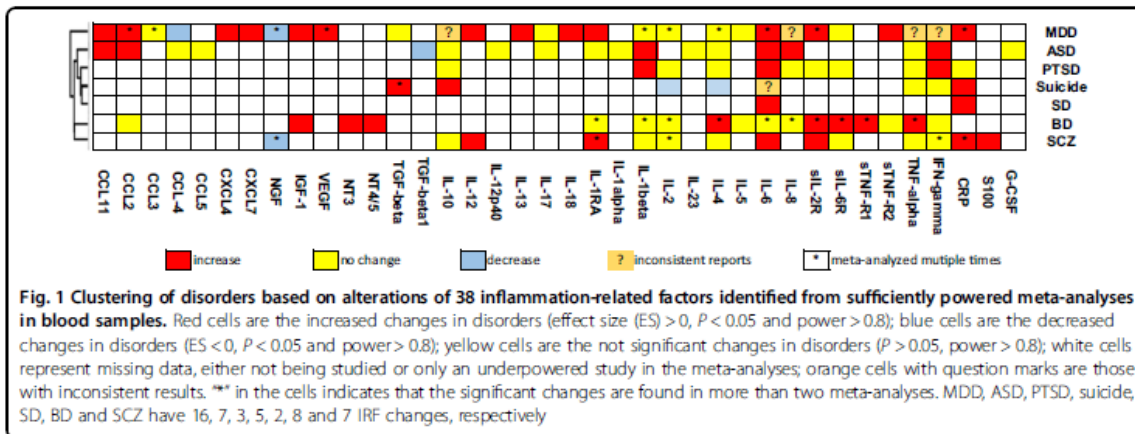 ? ? ? ? MDD
ASD
PTSD
? Suicide
SD
BD
SCZ
CCL11
CCL2
CCL3
CCL-4
CCL5
CXCL4
CXCL7
NGF
IGF-1
VEGF
NT3
NT4/5
TGF-beta
TGF-beta1
IL-10
IL-12
IL-12p40
IL-13
IL-17
IL-18
IL-1RA
IL-1 alpha
IL-1beta
IL-2
IL-23
IL-4
IL-5
IL-6
IL-8
sIL-2R
sIL-6R
sTNF-R1
sTNF-R2
TNF-alpha
IFN-gamma
CRP
S100
G-CSF
increase no change decrease ? inconsistent reports * meta-analyzed mutiple times
Fig. 1 Clustering of disorders based on alterations of 38 inflammation-related factors identified from sufficiently powered meta-analyses
in blood samples. Red cells are the increased changes in disorders (effect size (ES) > 0, P < 0.05 and power > 0.8); blue cells are the decreased
changes in disorders (ES < 0, P < 0.05 and power > 0.8); yellow cells are the not significant changes in disorders (P > 0.05, power > 0.8); white cells
represent missing data, either not being studied or only an underpowered study in the meta-analyses; orange cells with question marks are those
with inconsistent results. "*" in the cells indicates that the significant changes are found in more than two meta-analyses. MDD, ASD, PTSD, suicide,
SD, BD and SCZ have 16, 7, 3, 5, 2, 8 and 7 IRF changes, respectively